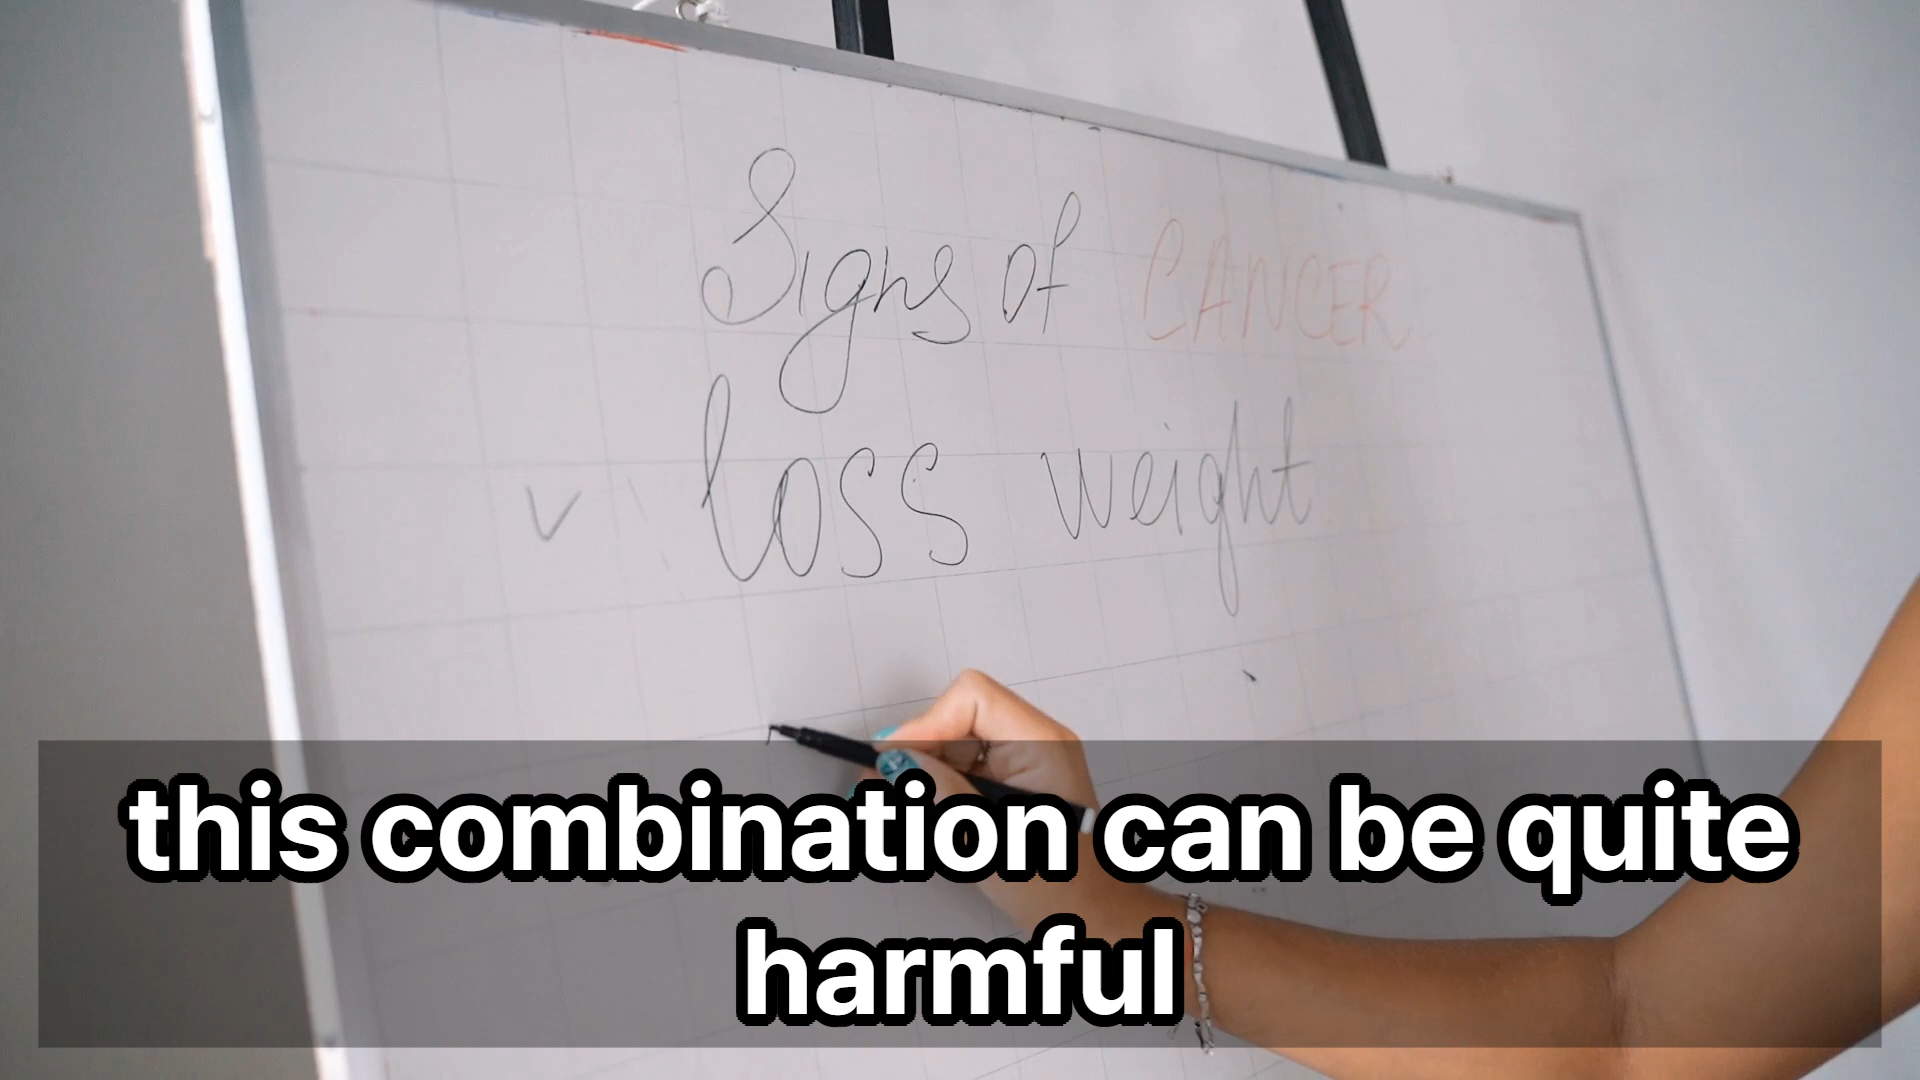 Signs of CANCER
v loss weight
this combination can be quite
harmful